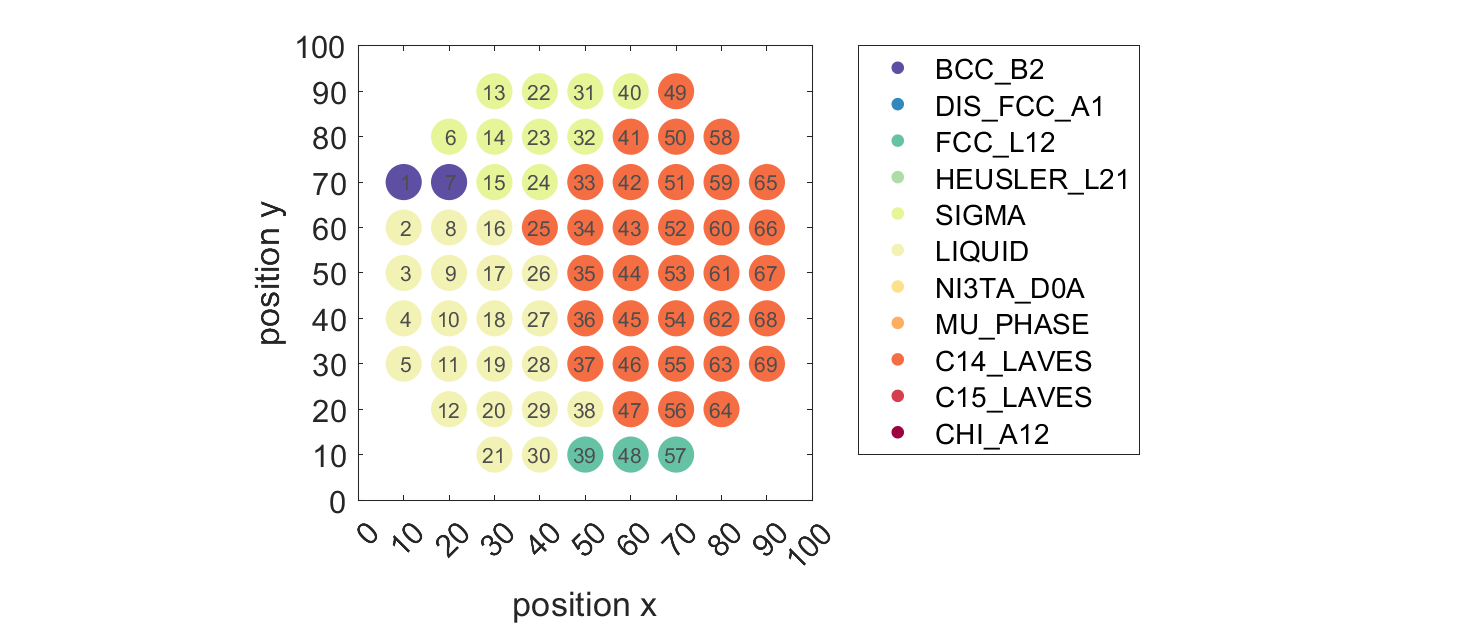 100
90
80
70
60
50
40
30
20
10
0
position y
13 22 31 40 49
6 14 23 32 41 50 58
1 7 15 24 33 42 51 59 65
2 8 16 25 34 43 52 60 66
3 9 17 26 35 44 53 61 67
4 10 18 27 36 45 54 62 68
5 11 19 28 37 46 55 63 69
12 20 29 38 47 56 64
21 30 39 48 57
0 10 20 30 40 50 60 70 80 90 100
position x
BCC_B2
DIS_FCC_A1
FCC_L12
HEUSLER_L21
SIGMA
LIQUID
NI3TA_D0A
MU_PHASE
C14_LAVES
C15_LAVES
CHI_A12